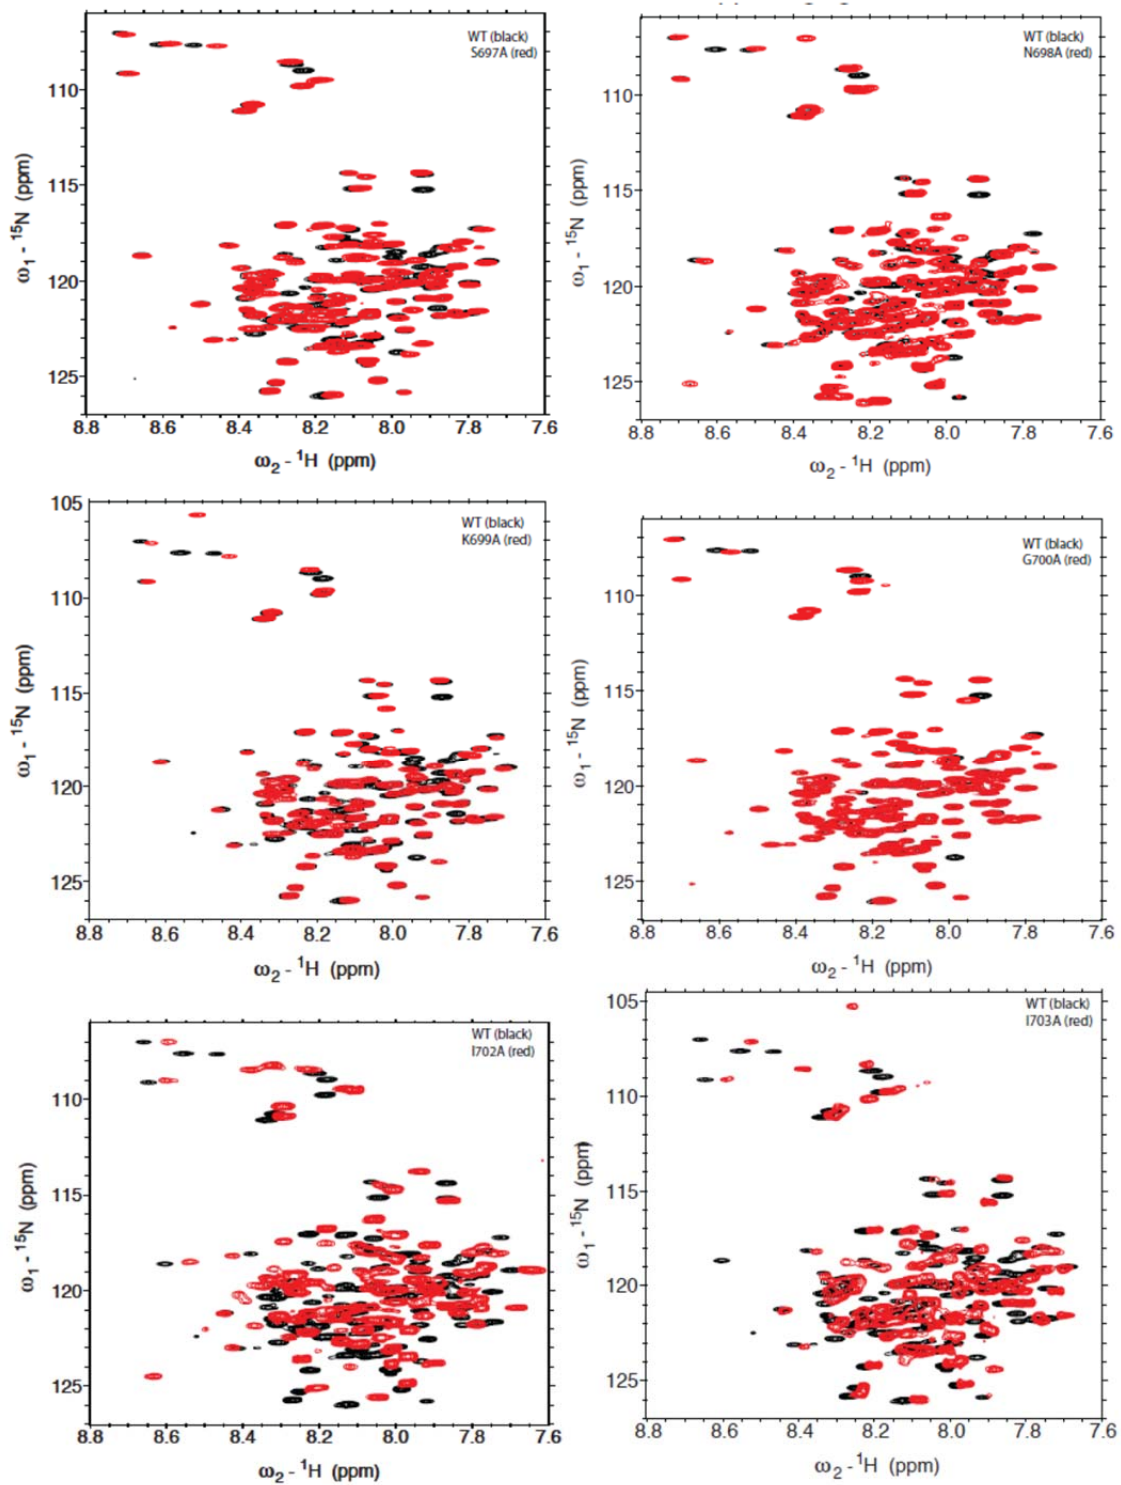 WT (black)
S697A (red)
110
115
120
125
8.8
8.6
8.4
8.2
8.0
7.8
7.6
ω1 - 15N (ppm)
ω2 - 1H (ppm)
WT (black)
N698A (red)
110
115
120
125
8.8
8.6
8.4
8.2
8.0
7.8
7.6
ω1 - 15N (ppm)
ω2 - 1H (ppm)
WT (black)
K699A (red)
105
110
115
120
125
8.8
8.6
8.4
8.2
8.0
7.8
7.6
ω1 - 15N (ppm)
ω2 - 1H (ppm)
WT (black)
G700A (red)
110
115
120
125
8.8
8.6
8.4
8.2
8.0
7.8
7.6
ω1 - 15N (ppm)
ω2 - 1H (ppm)
WT (black)
I702A (red)
110
115
120
125
8.8
8.6
8.4
8.2
8.0
7.8
7.6
ω1 - 15N (ppm)
ω2 - 1H (ppm)
WT (black)
I703A (red)
105
110
115
120
125
8.8
8.6
8.4
8.2
8.0
7.8
7.6
ω1 - 15N (ppm)
ω2 - 1H (ppm)